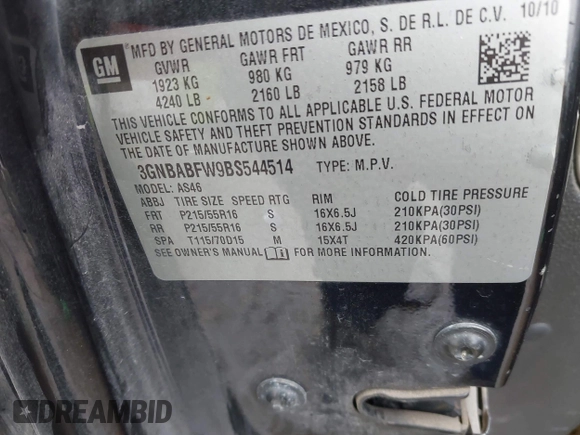 GM
MFD BY GENERAL MOTORS DE MEXICO, S. DE R.L. DE C.V. 10/10
GVWR GAWR FRT GAWR RR
1923 KG 980 KG 979 KG
4240 LB 2160 LB 2158 LB
THIS VEHICLE CONFORMS TO ALL APPLICABLE U.S. FEDERAL MOTOR
VEHICLE SAFETY AND THEFT PREVENTION STANDARDS IN EFFECT ON
THE DATE OF MANUFACTURE SHOWN ABOVE.
3GNBABFW9BS544514 TYPE: M.P.V.
MODEL: AS46
ABBJ TIRE SIZE SPEED RTG RIM COLD TIRE PRESSURE
FRT P215/55R16 S 16X6.5J 210KPA(30PSI)
RR P215/55R16 S 16X6.5J 210KPA(30PSI)
SPA T115/70D15 M 15X4T 420KPA(60PSI)
SEE OWNER'S MANUAL FOR MORE INFORMATION.
DREAMBID